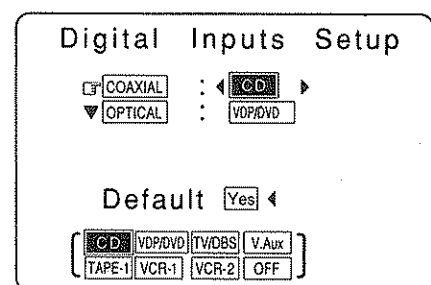 Digital Inputs Setup
COAXIAL : CD
OPTICAL : VDP/DVD
Default Yes
CD VDP/DVD TV/DBS V.Aux
TAPE-1 VCR-1 VCR-2 OFF